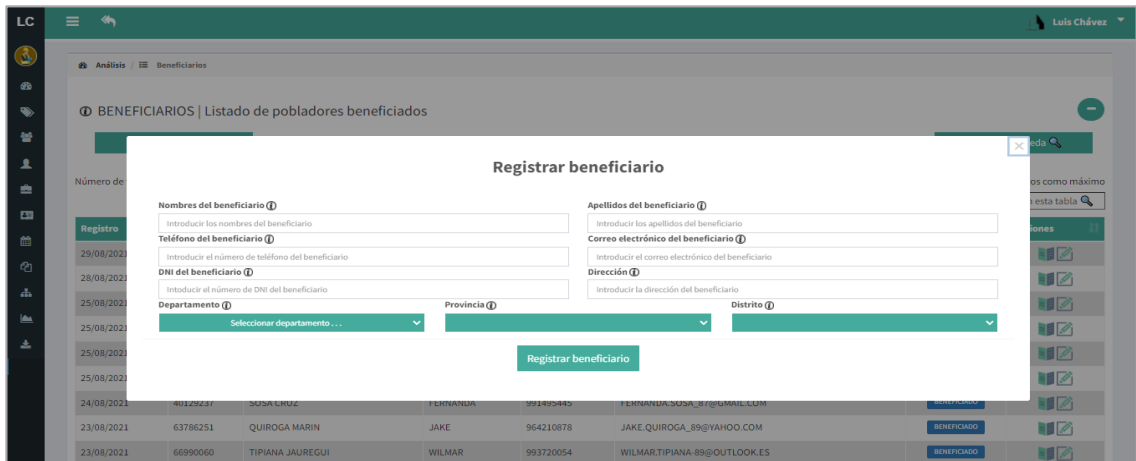 LC
Luis Chávez
Análisis / Beneficiarios
BENEFICIARIOS | Listado de pobladores beneficiados
eda
Registrar beneficiario
Número de
os como máximo
Nombres del beneficiario
Apellidos del beneficiario
esta tabla
Introducir los nombres del beneficiario
Introducir los apellidos del beneficiario
Registro
iones
Teléfono del beneficiario
Correo electrónico del beneficiario
29/08/2021
Introducir el número de teléfono del beneficiario
Introducir el correo electrónico del beneficiario
DNI del beneficiario
Dirección
28/08/2021
Intoducir el número de DNI del beneficiario
Introducir la dirección del beneficiario
25/08/2021
Departamento
Provincia
Distrito
25/08/2021
Seleccionar departamento . . .
25/08/2021
Registrar beneficiario
25/08/2021
24/08/2021 40129237 SOSA CRUZ FERNANDA 991495445 FERNANDA.SOSA_87@GMAIL.COM BENEFICIADO
23/08/2021 63786251 QUIROGA MARIN JAKE 964210878 JAKE.QUIROGA_89@YAHOO.COM BENEFICIADO
23/08/2021 66990060 TIPIANA JAUREGUI WILMAR 993720054 WILMAR.TIPIANA-89@OUTLOOK.ES BENEFICIADO